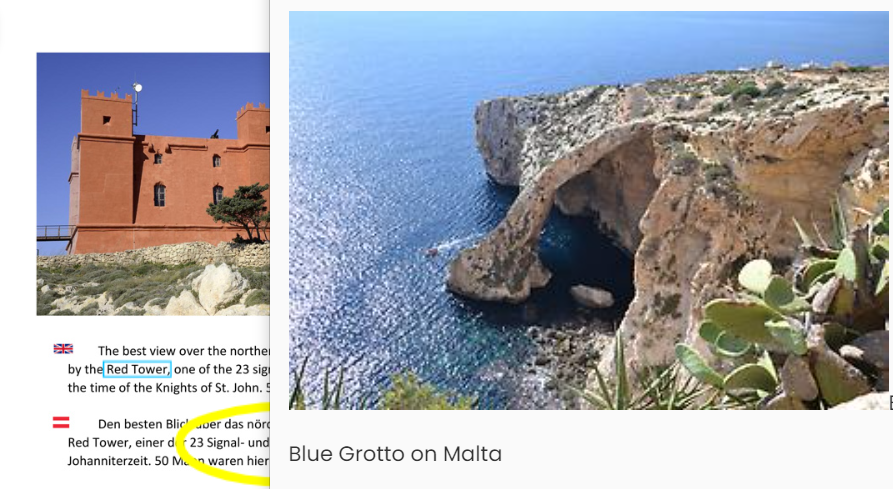 The best view over the norther
by the Red Tower, one of the 23 sig
the time of the Knights of St. John. 5
Den besten Blick über das nörd
Red Tower, einer der 23 Signal- und
Johanniterzeit. 50 Mann waren hier
Blue Grotto on Malta